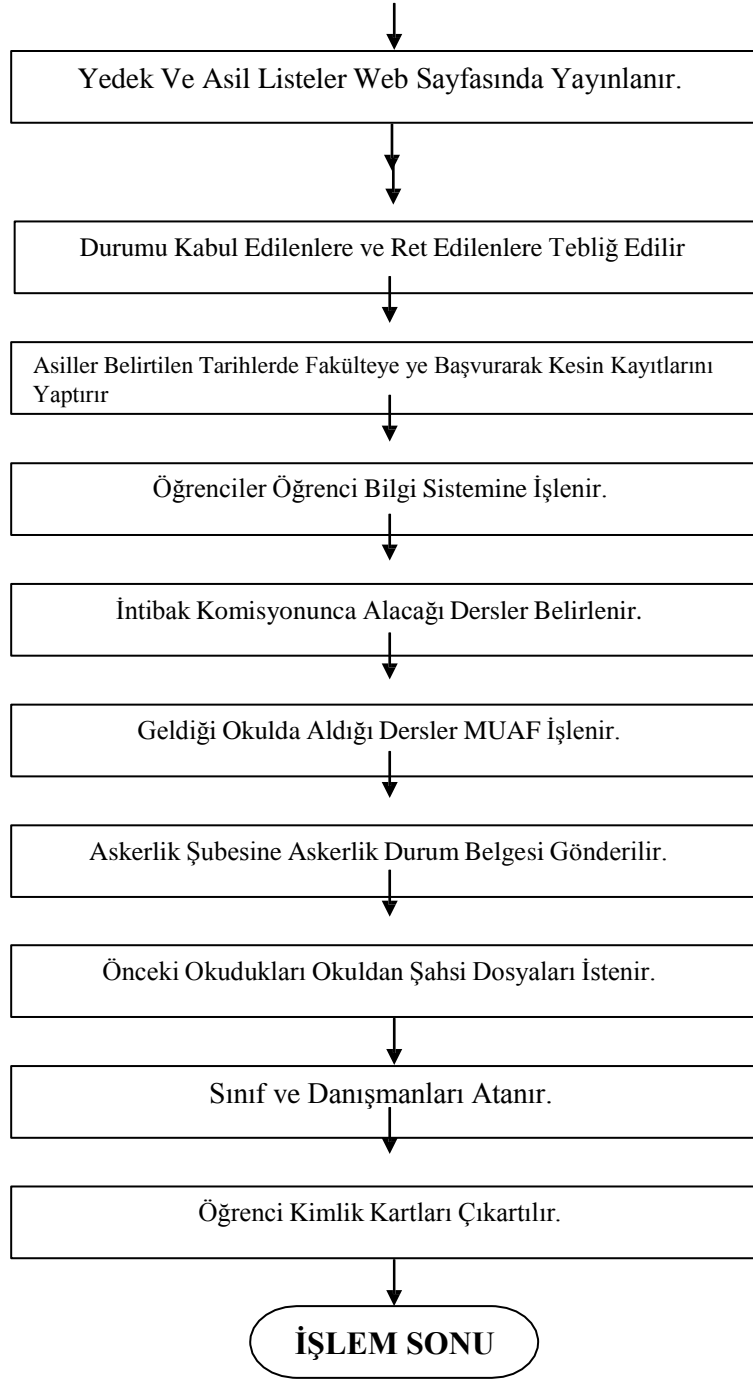 Yedek Ve Asil Listeler Web Sayfasında Yayınlanır.
Durumu Kabul Edilenlere ve Ret Edilenlere Tebliğ Edilir
Asiller Belirtilen Tarihlerde Fakülteye ye Başvurarak Kesin Kayıtlarını
Yaptırır
Öğrenciler Öğrenci Bilgi Sistemine İşlenir.
İntibak Komisyonunca Alacağı Dersler Belirlenir.
Geldiği Okulda Aldığı Dersler MUAF İşlenir.
Askerlik Şubesine Askerlik Durum Belgesi Gönderilir.
Önceki Okudukları Okuldan Şahsi Dosyaları İstenir.
Sınıf ve Danışmanları Atanır.
Öğrenci Kimlik Kartları Çıkartılır.
İŞLEM SONU